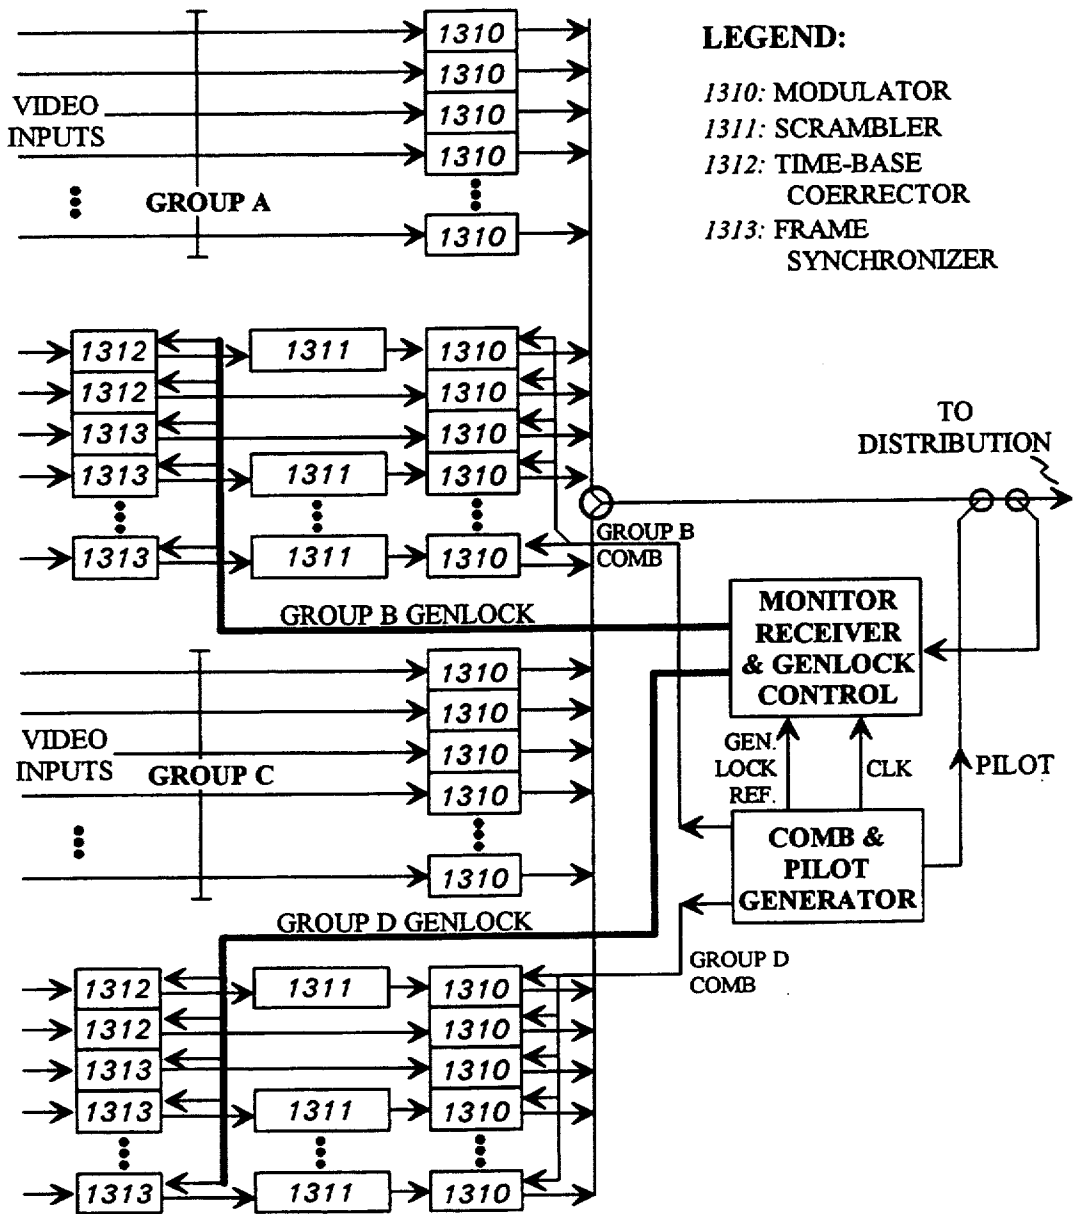 1310
1310
1310
1310
1310
VIDEO
INPUTS
GROUP A
LEGEND:
1310: MODULATOR
1311: SCRAMBLER
1312: TIME-BASE
COERRECTOR
1313: FRAME
SYNCHRONIZER
1312 1311 1310
1312 1310
1313 1310
1313 1311 1310
1313 1311 1310
TO
DISTRIBUTION
GROUP B
COMB
GROUP B GENLOCK
MONITOR
RECEIVER
& GENLOCK
CONTROL
1310
1310
1310
1310
1310
VIDEO
INPUTS
GROUP C
GEN.
LOCK
REF.
CLK
PILOT
COMB &
PILOT
GENERATOR
GROUP D GENLOCK
GROUP D
COMB
1312 1311 1310
1312 1310
1313 1310
1313 1311 1310
1313 1311 1310